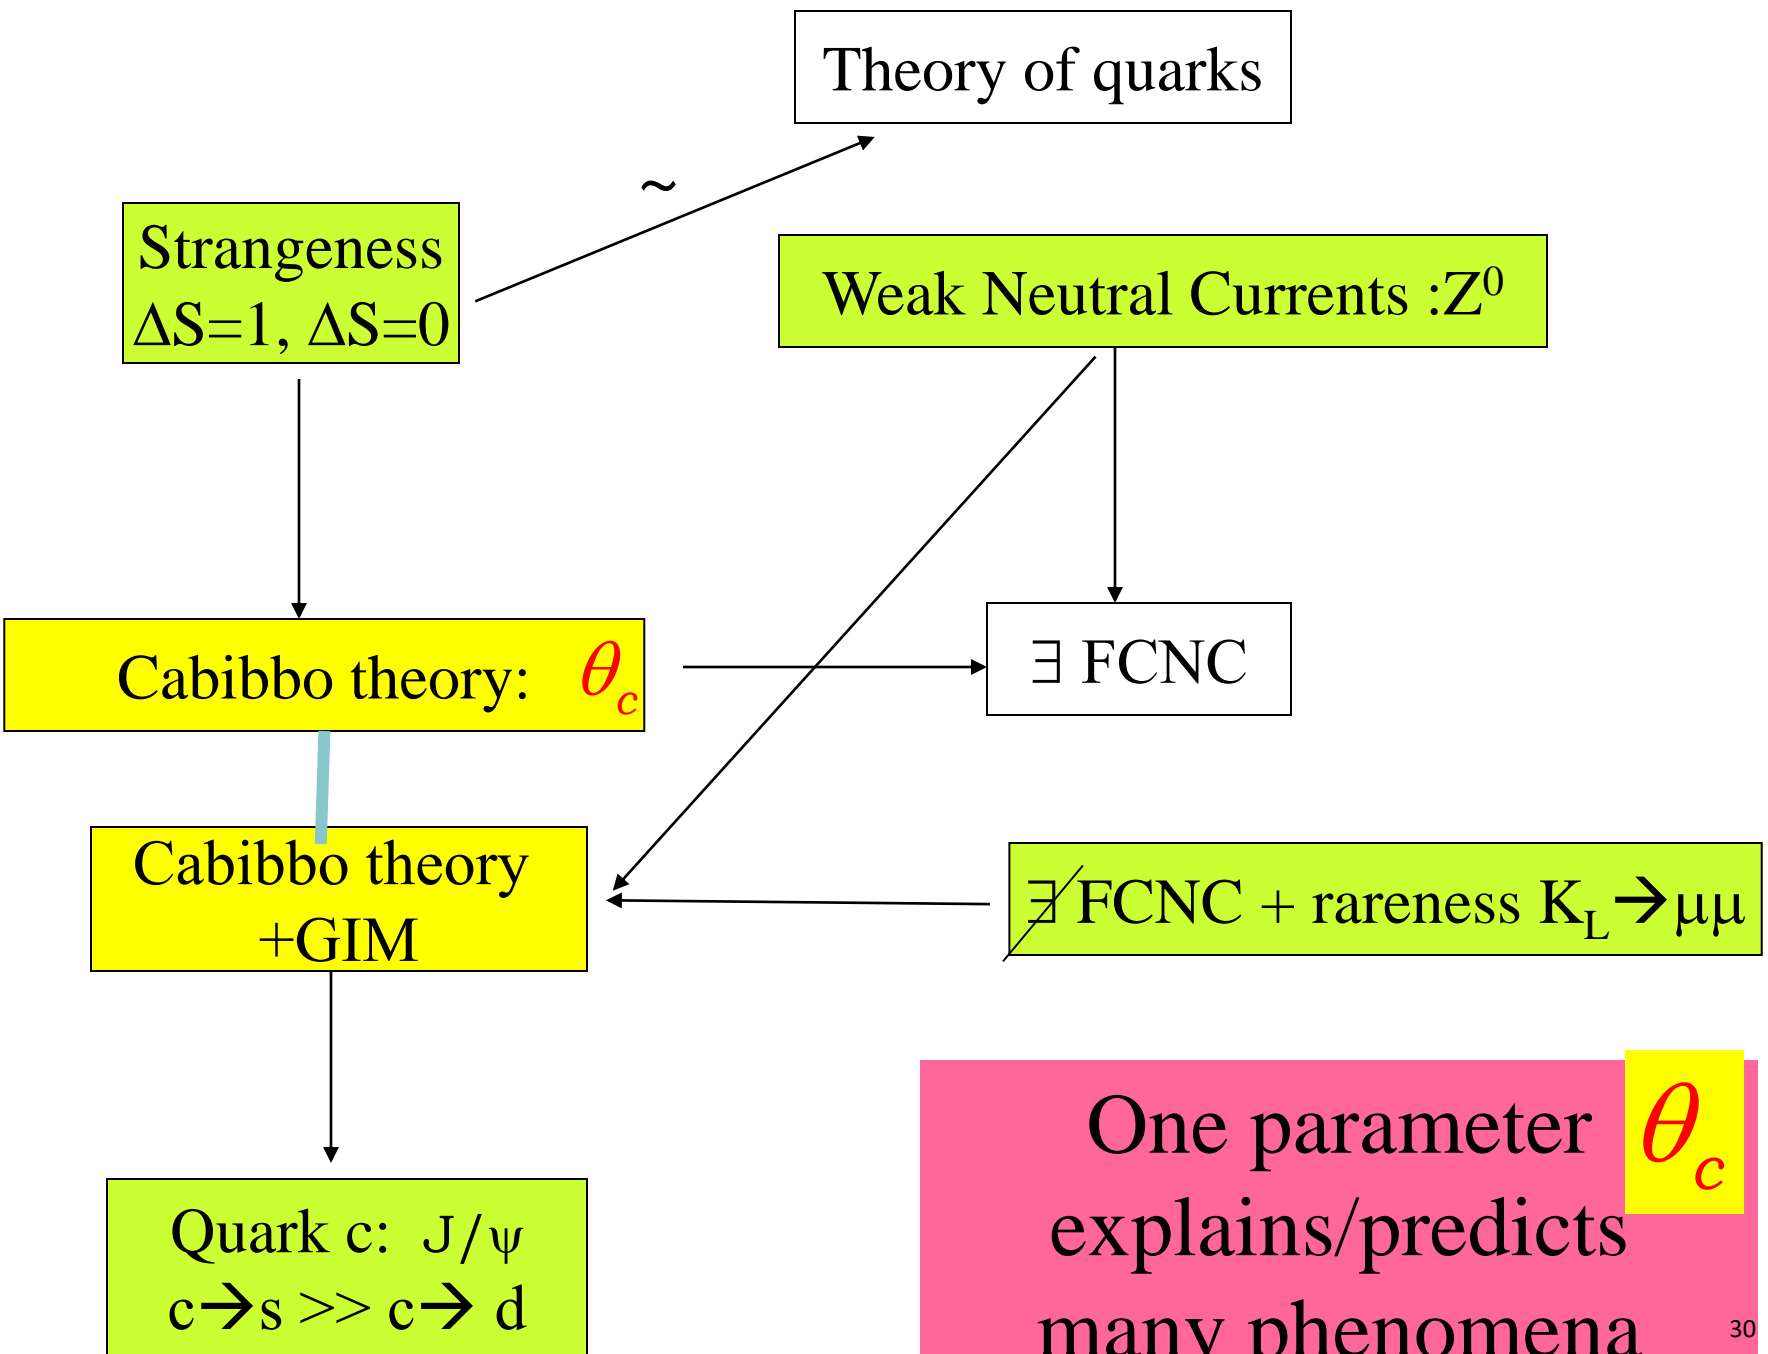 Theory of quarks
~
Strangeness
ΔS=1, ΔS=0
Weak Neutral Currents :Z⁰
Cabibbo theory: θc
∃ FCNC
Cabibbo theory
+GIM
∄ FCNC + rareness K_L→μμ
Quark c: J/ψ
c→s >> c→ d
One parameter θc
explains/predicts
many phenomena
30